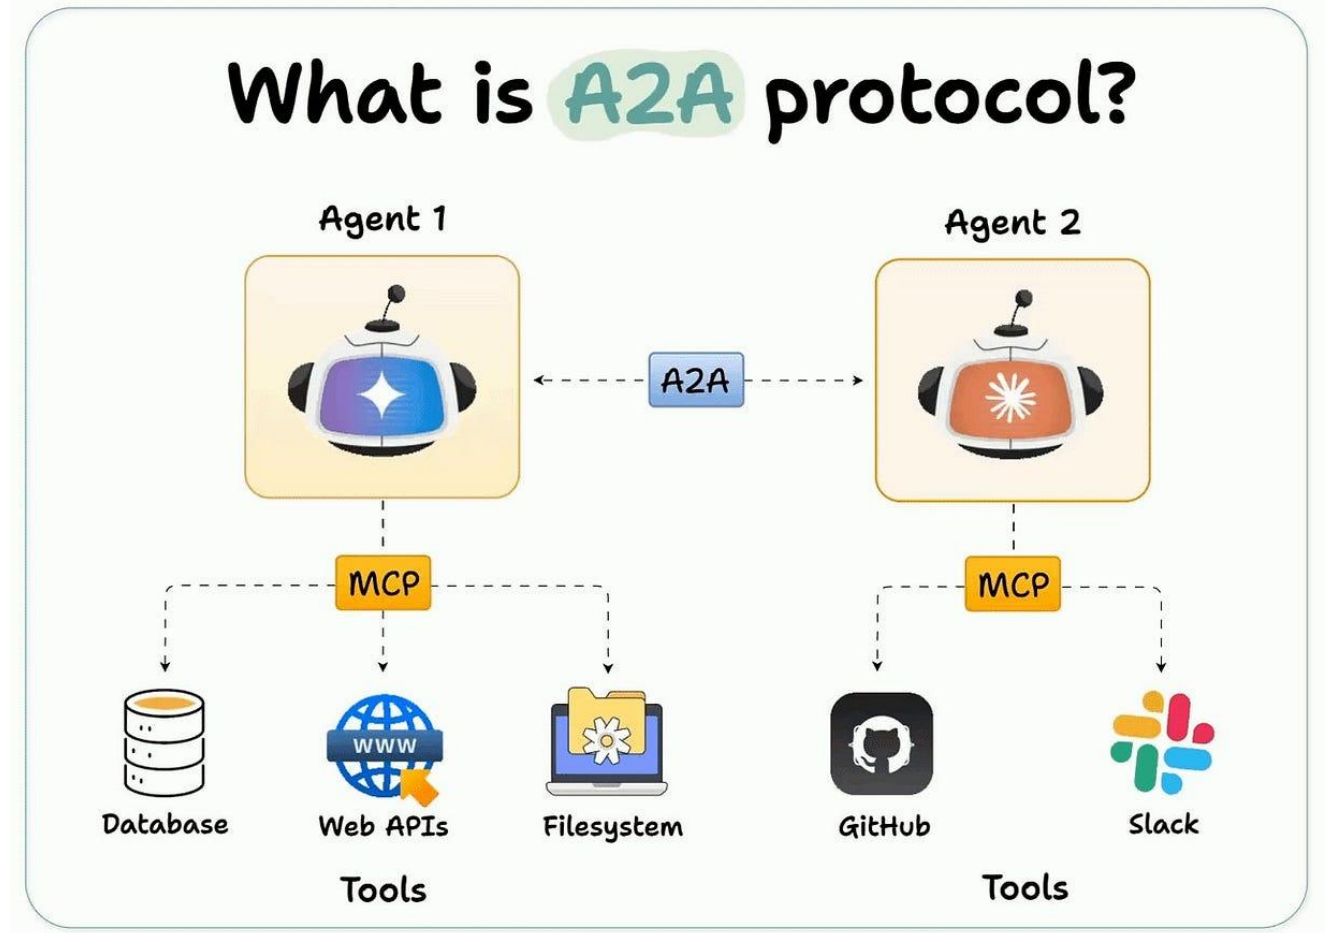 What is A2A protocol?
Agent 1
Agent 2
A2A
MCP
MCP
WWW
Database
Web APIs
Filesystem
GitHub
Slack
Tools
Tools